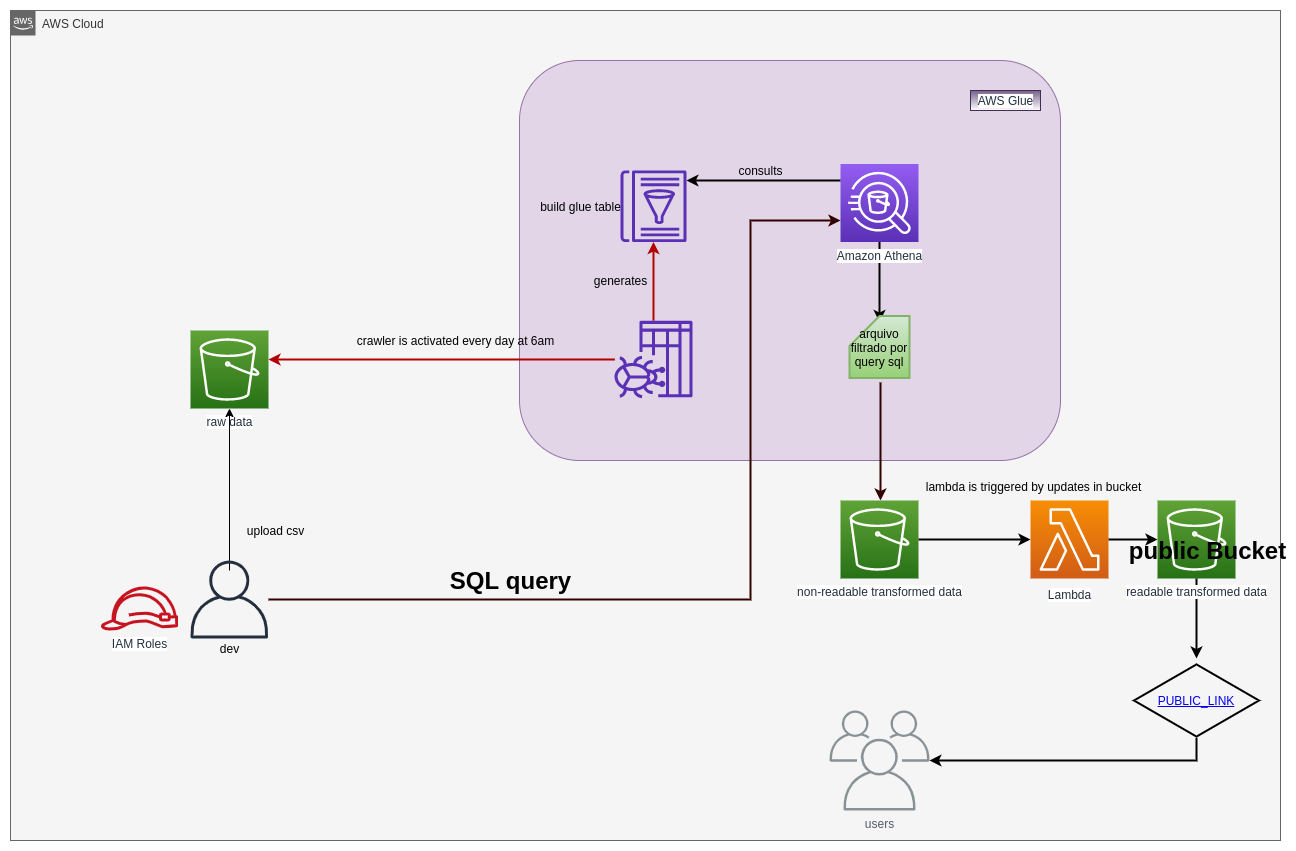 aws
AWS Cloud
AWS Glue
consults
build glue table
Amazon Athena
generates
arquivo
filtrado por
query sql
crawler is activated every day at 6am
raw data
lambda is triggered by updates in bucket
upload csv
public Bucket
SQL query
non-readable transformed data
Lambda
readable transformed data
IAM Roles
dev
PUBLIC_LINK
users